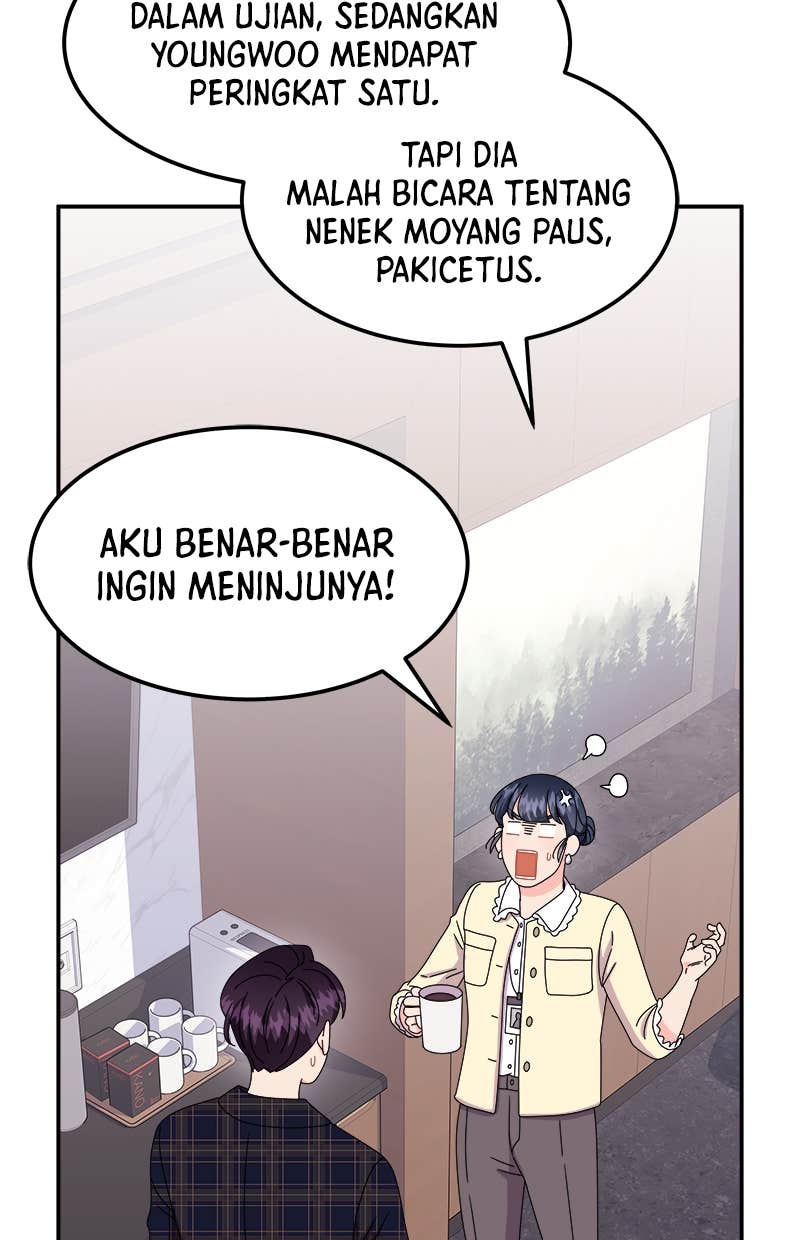 DALAM UJIAN, SEDANGKAN
YOUNGWOO MENDAPAT
PERINGKAT SATU.
TAPI DIA
MALAH BICARA TENTANG
NENEK MOYANG PAUS,
PAKICETUS.
AKU BENAR-BENAR
INGIN MENINJUNYA!
KANO